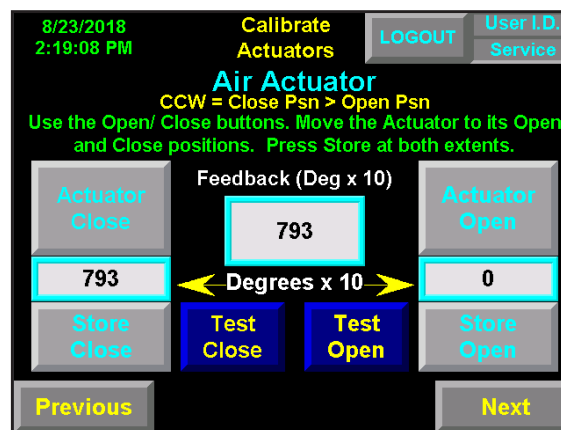 8/23/2018
2:19:08 PM
Calibrate
Actuators
LOGOUT
User I.D.
Service
Air Actuator
CCW = Close Psn > Open Psn
Use the Open/ Close buttons. Move the Actuator to its Open
and Close positions. Press Store at both extents.
Actuator
Close
Feedback (Deg x 10)
793
Actuator
Open
793
Degrees x 10
0
Store
Close
Test
Close
Test
Open
Store
Open
Previous
Next